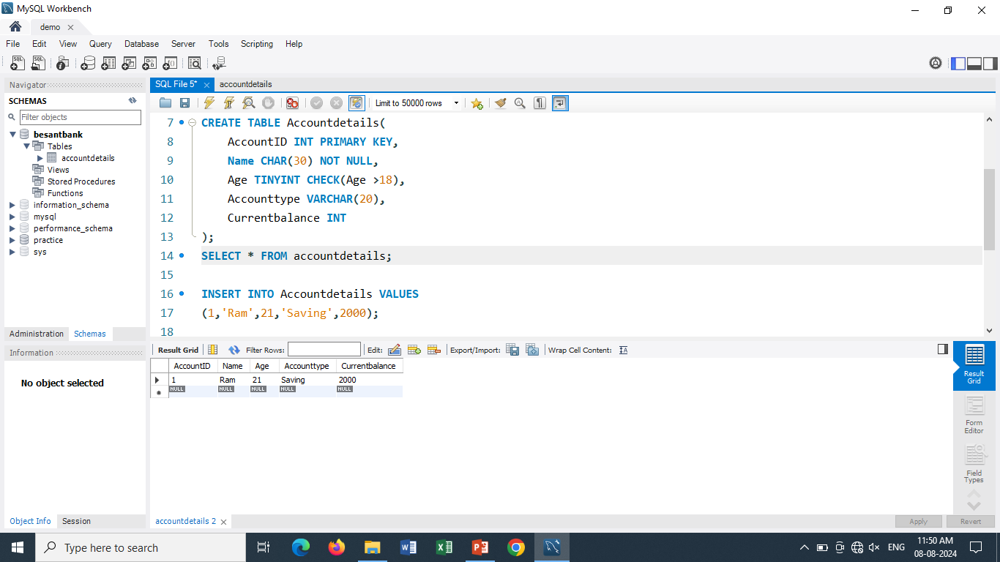 MySQL Workbench
demo
File Edit View Query Database Server Tools Scripting Help
Navigator
SCHEMAS
Filter objects
besantbank
Tables
accountdetails
Views
Stored Procedures
Functions
information_schema
mysql
performance_schema
practice
sys
Administration Schemas
Information
No object selected
Object Info Session
SQL File 5* accountdetails
Limit to 50000 rows
7 CREATE TABLE Accountdetails(
8 AccountID INT PRIMARY KEY,
9 Name CHAR(30) NOT NULL,
10 Age TINYINT CHECK(Age >18),
11 Accounttype VARCHAR(20),
12 Currentbalance INT
13 );
14 SELECT * FROM accountdetails;
15
16 INSERT INTO Accountdetails VALUES
17 (1,'Ram',21,'Saving',2000);
18
Result Grid Filter Rows: Edit: Export/Import: Wrap Cell Content:
AccountID Name Age Accounttype Currentbalance
1 Ram 21 Saving 2000
NULL NULL NULL NULL NULL
Result
Grid
Form
Editor
Field
Types
accountdetails 2
Apply Revert
Type here to search
ENG
11:50 AM
08-08-2024